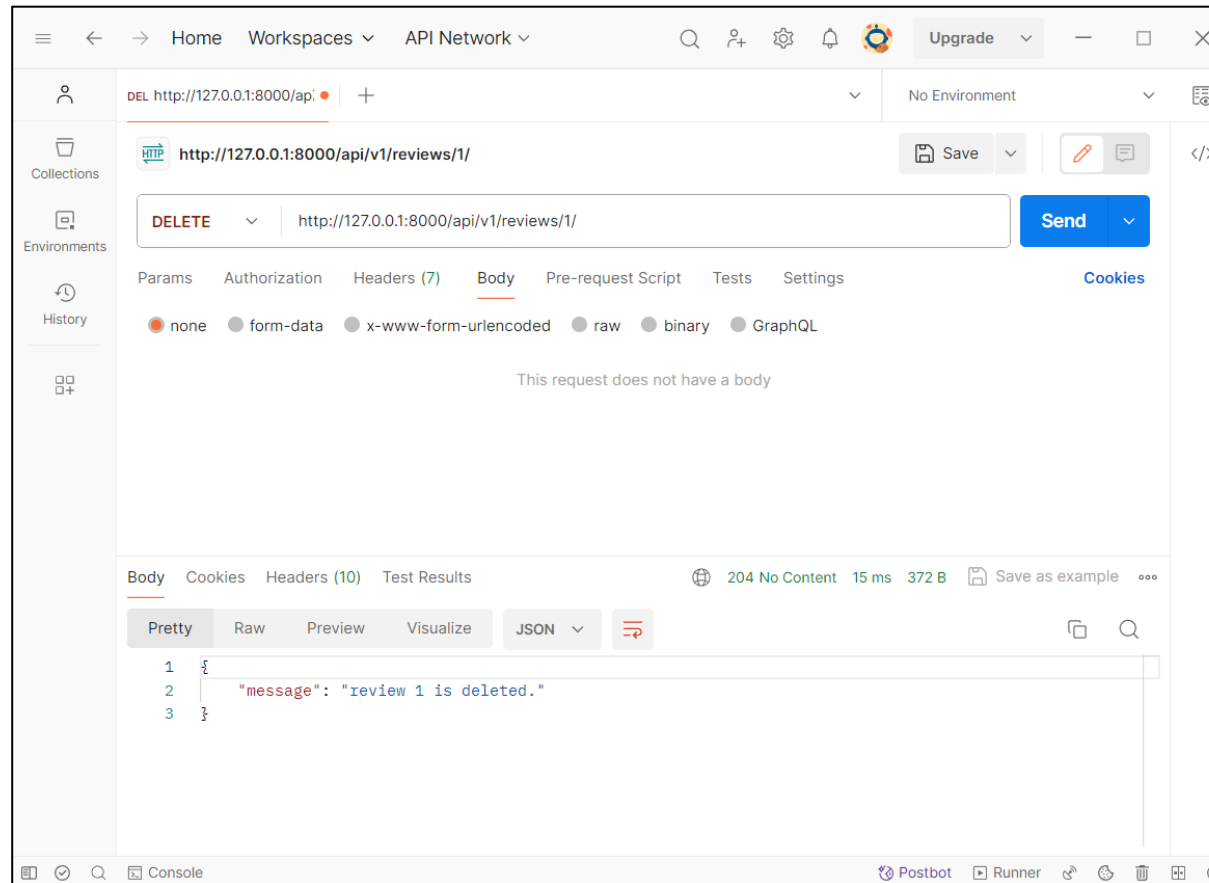 Home Workspaces API Network Upgrade
DEL http://127.0.0.1:8000/ap No Environment
HTTP http://127.0.0.1:8000/api/v1/reviews/1/ Save
Collections
DELETE http://127.0.0.1:8000/api/v1/reviews/1/ Send
Environments
Params Authorization Headers (7) Body Pre-request Script Tests Settings Cookies
History
none form-data x-www-form-urlencoded raw binary GraphQL
This request does not have a body
Body Cookies Headers (10) Test Results 204 No Content 15 ms 372 B Save as example
Pretty Raw Preview Visualize JSON
1 {
2 "message": "review 1 is deleted."
3 }
Console Postbot Runner